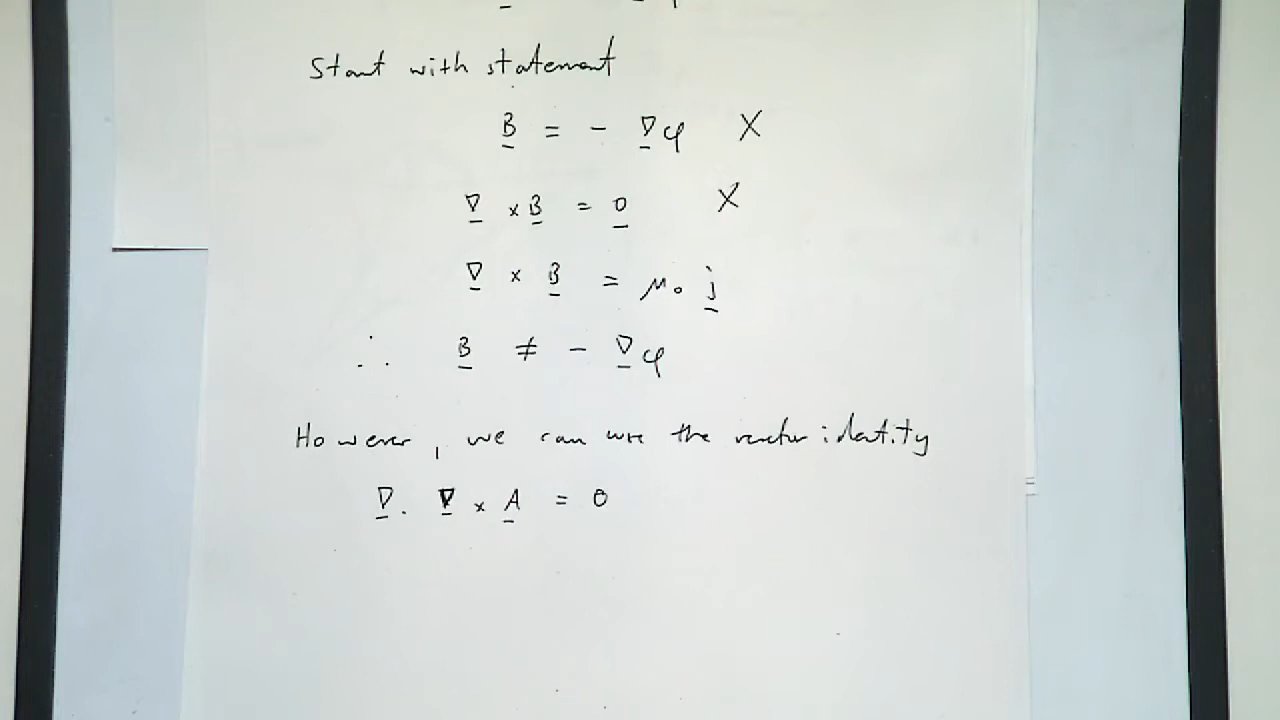 Start with statement
B = - ∇φ X
∇ × B = 0 X
∇ × B = μ₀ j
∴ B ≠ - ∇φ
However, we can use the vector identity
∇. ∇ × A = 0